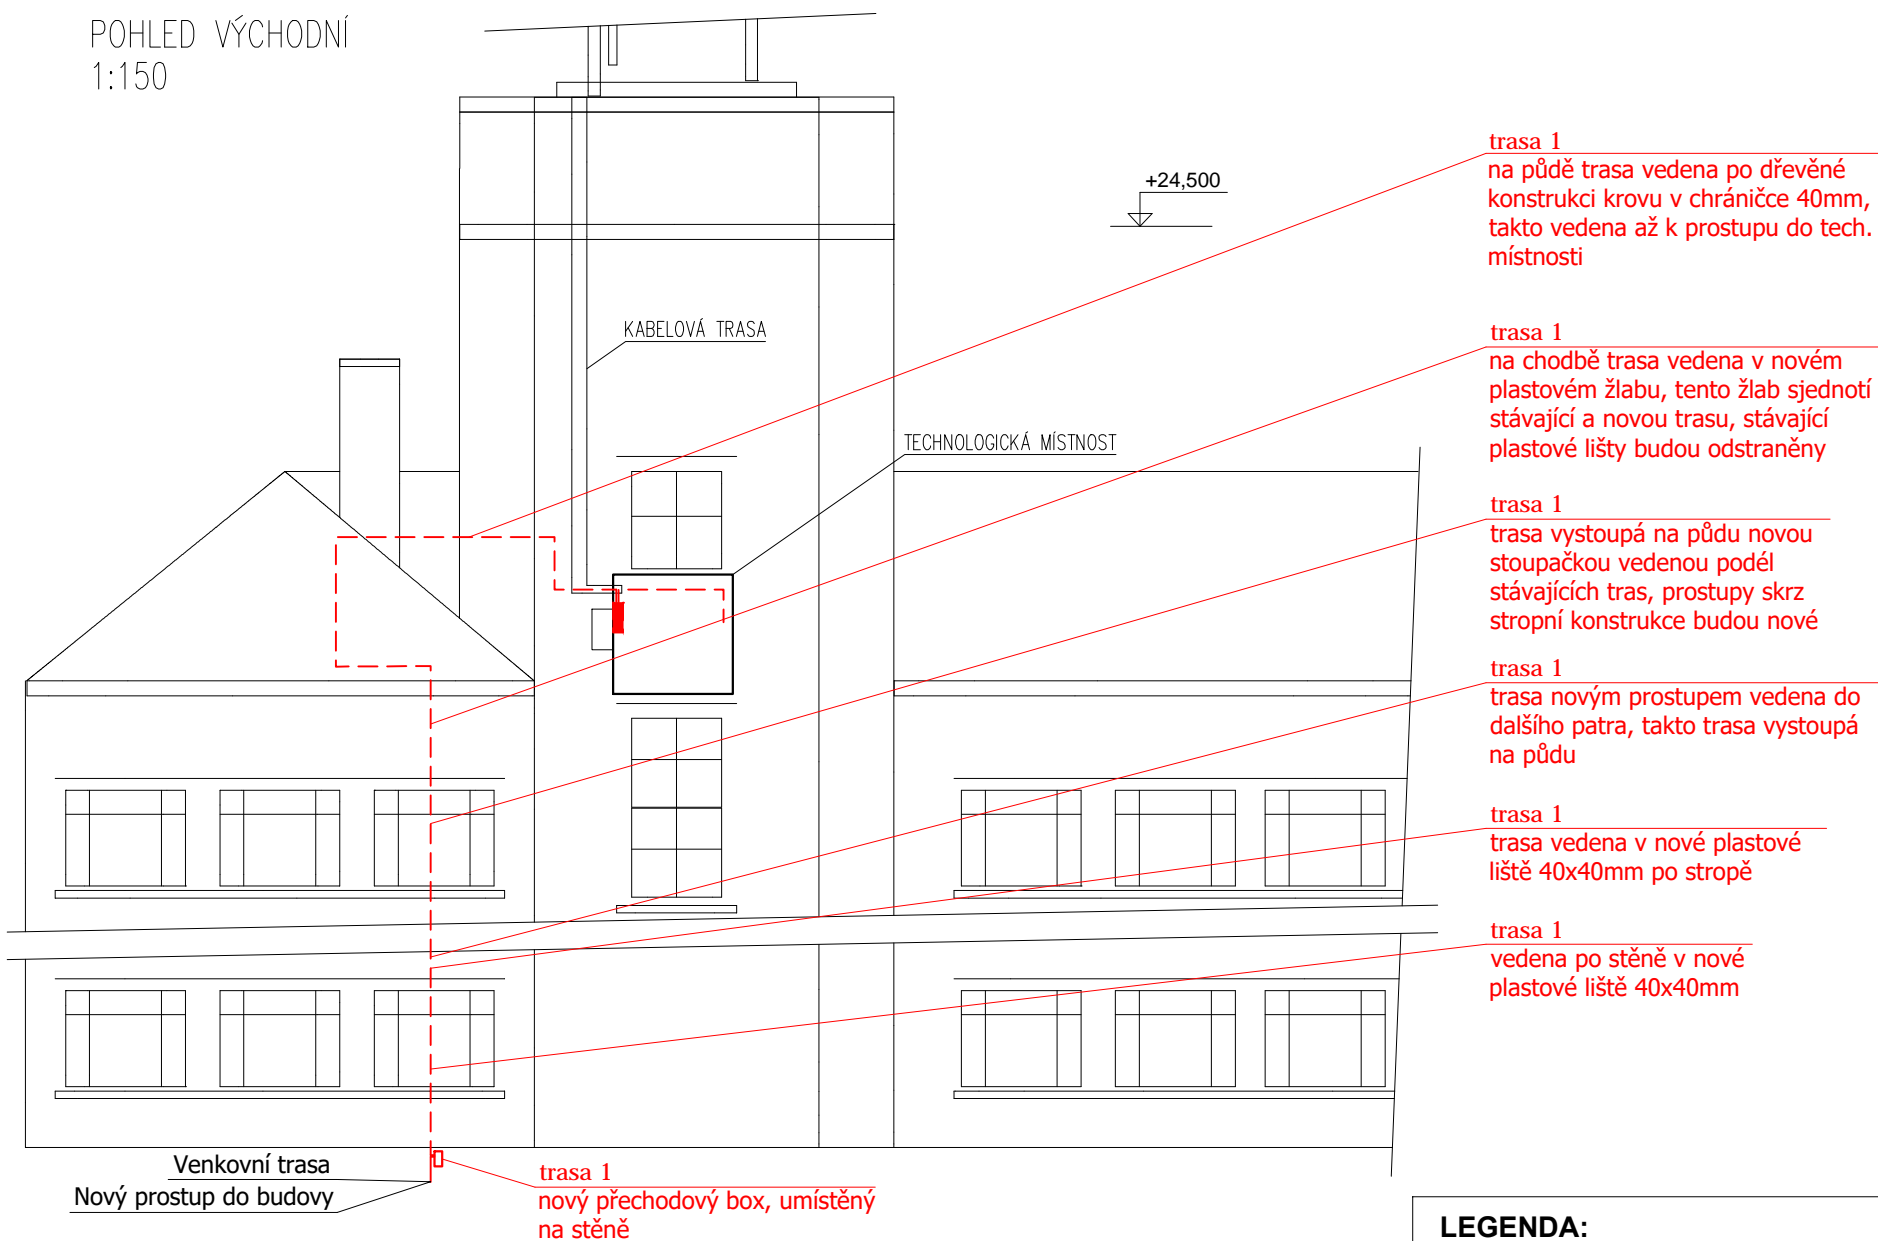 POHLED VÝCHODNÍ
1:150
+24,500
KABELOVÁ TRASA
TECHNOLOGICKÁ MÍSTNOST
trasa 1
na půdě trasa vedena po dřevěné
konstrukci krovu v chráničce 40mm,
takto vedena až k prostupu do tech.
místnosti
trasa 1
na chodbě trasa vedena v novém
plastovém žlabu, tento žlab sjednotí
stávající a novou trasu, stávající
plastové lišty budou odstraněny
trasa 1
trasa vystoupá na půdu novou
stoupačkou vedenou podél
stávajících tras, prostupy skrz
stropní konstrukce budou nové
trasa 1
trasa novým prostupem vedena do
dalšího patra, takto trasa vystoupá
na půdu
trasa 1
trasa vedena v nové plastové
liště 40x40mm po stropě
trasa 1
vedena po stěně v nové
plastové liště 40x40mm
Venkovní trasa
Nový prostup do budovy
trasa 1
nový přechodový box, umístěný
na stěně
LEGENDA: